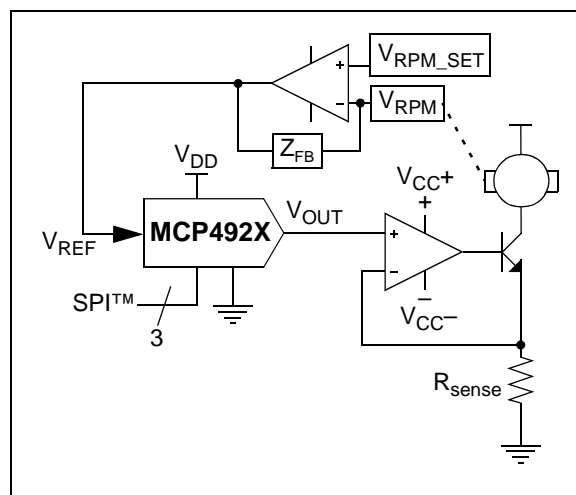 V_RPM_SET
V_RPM
Z_FB
V_DD
V_CC+
+
–
MCP492X
V_OUT
V_REF
+
–
+
–
V_CC–
SPI™
3
R_sense